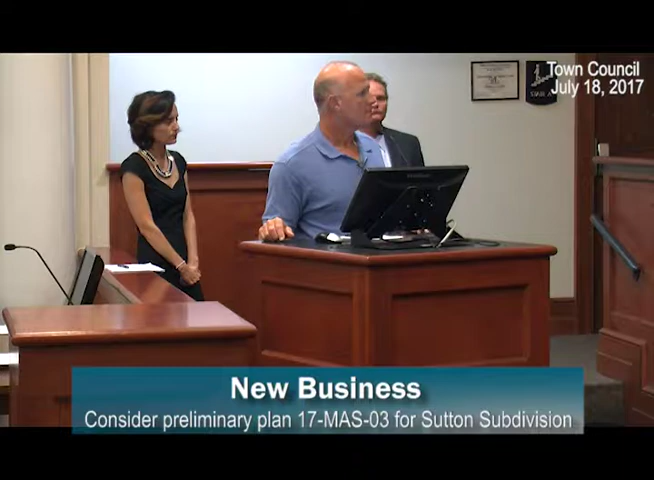 Town Council
July 18, 2017
New Business
Consider preliminary plan 17-MAS-03 for Sutton Subdivision